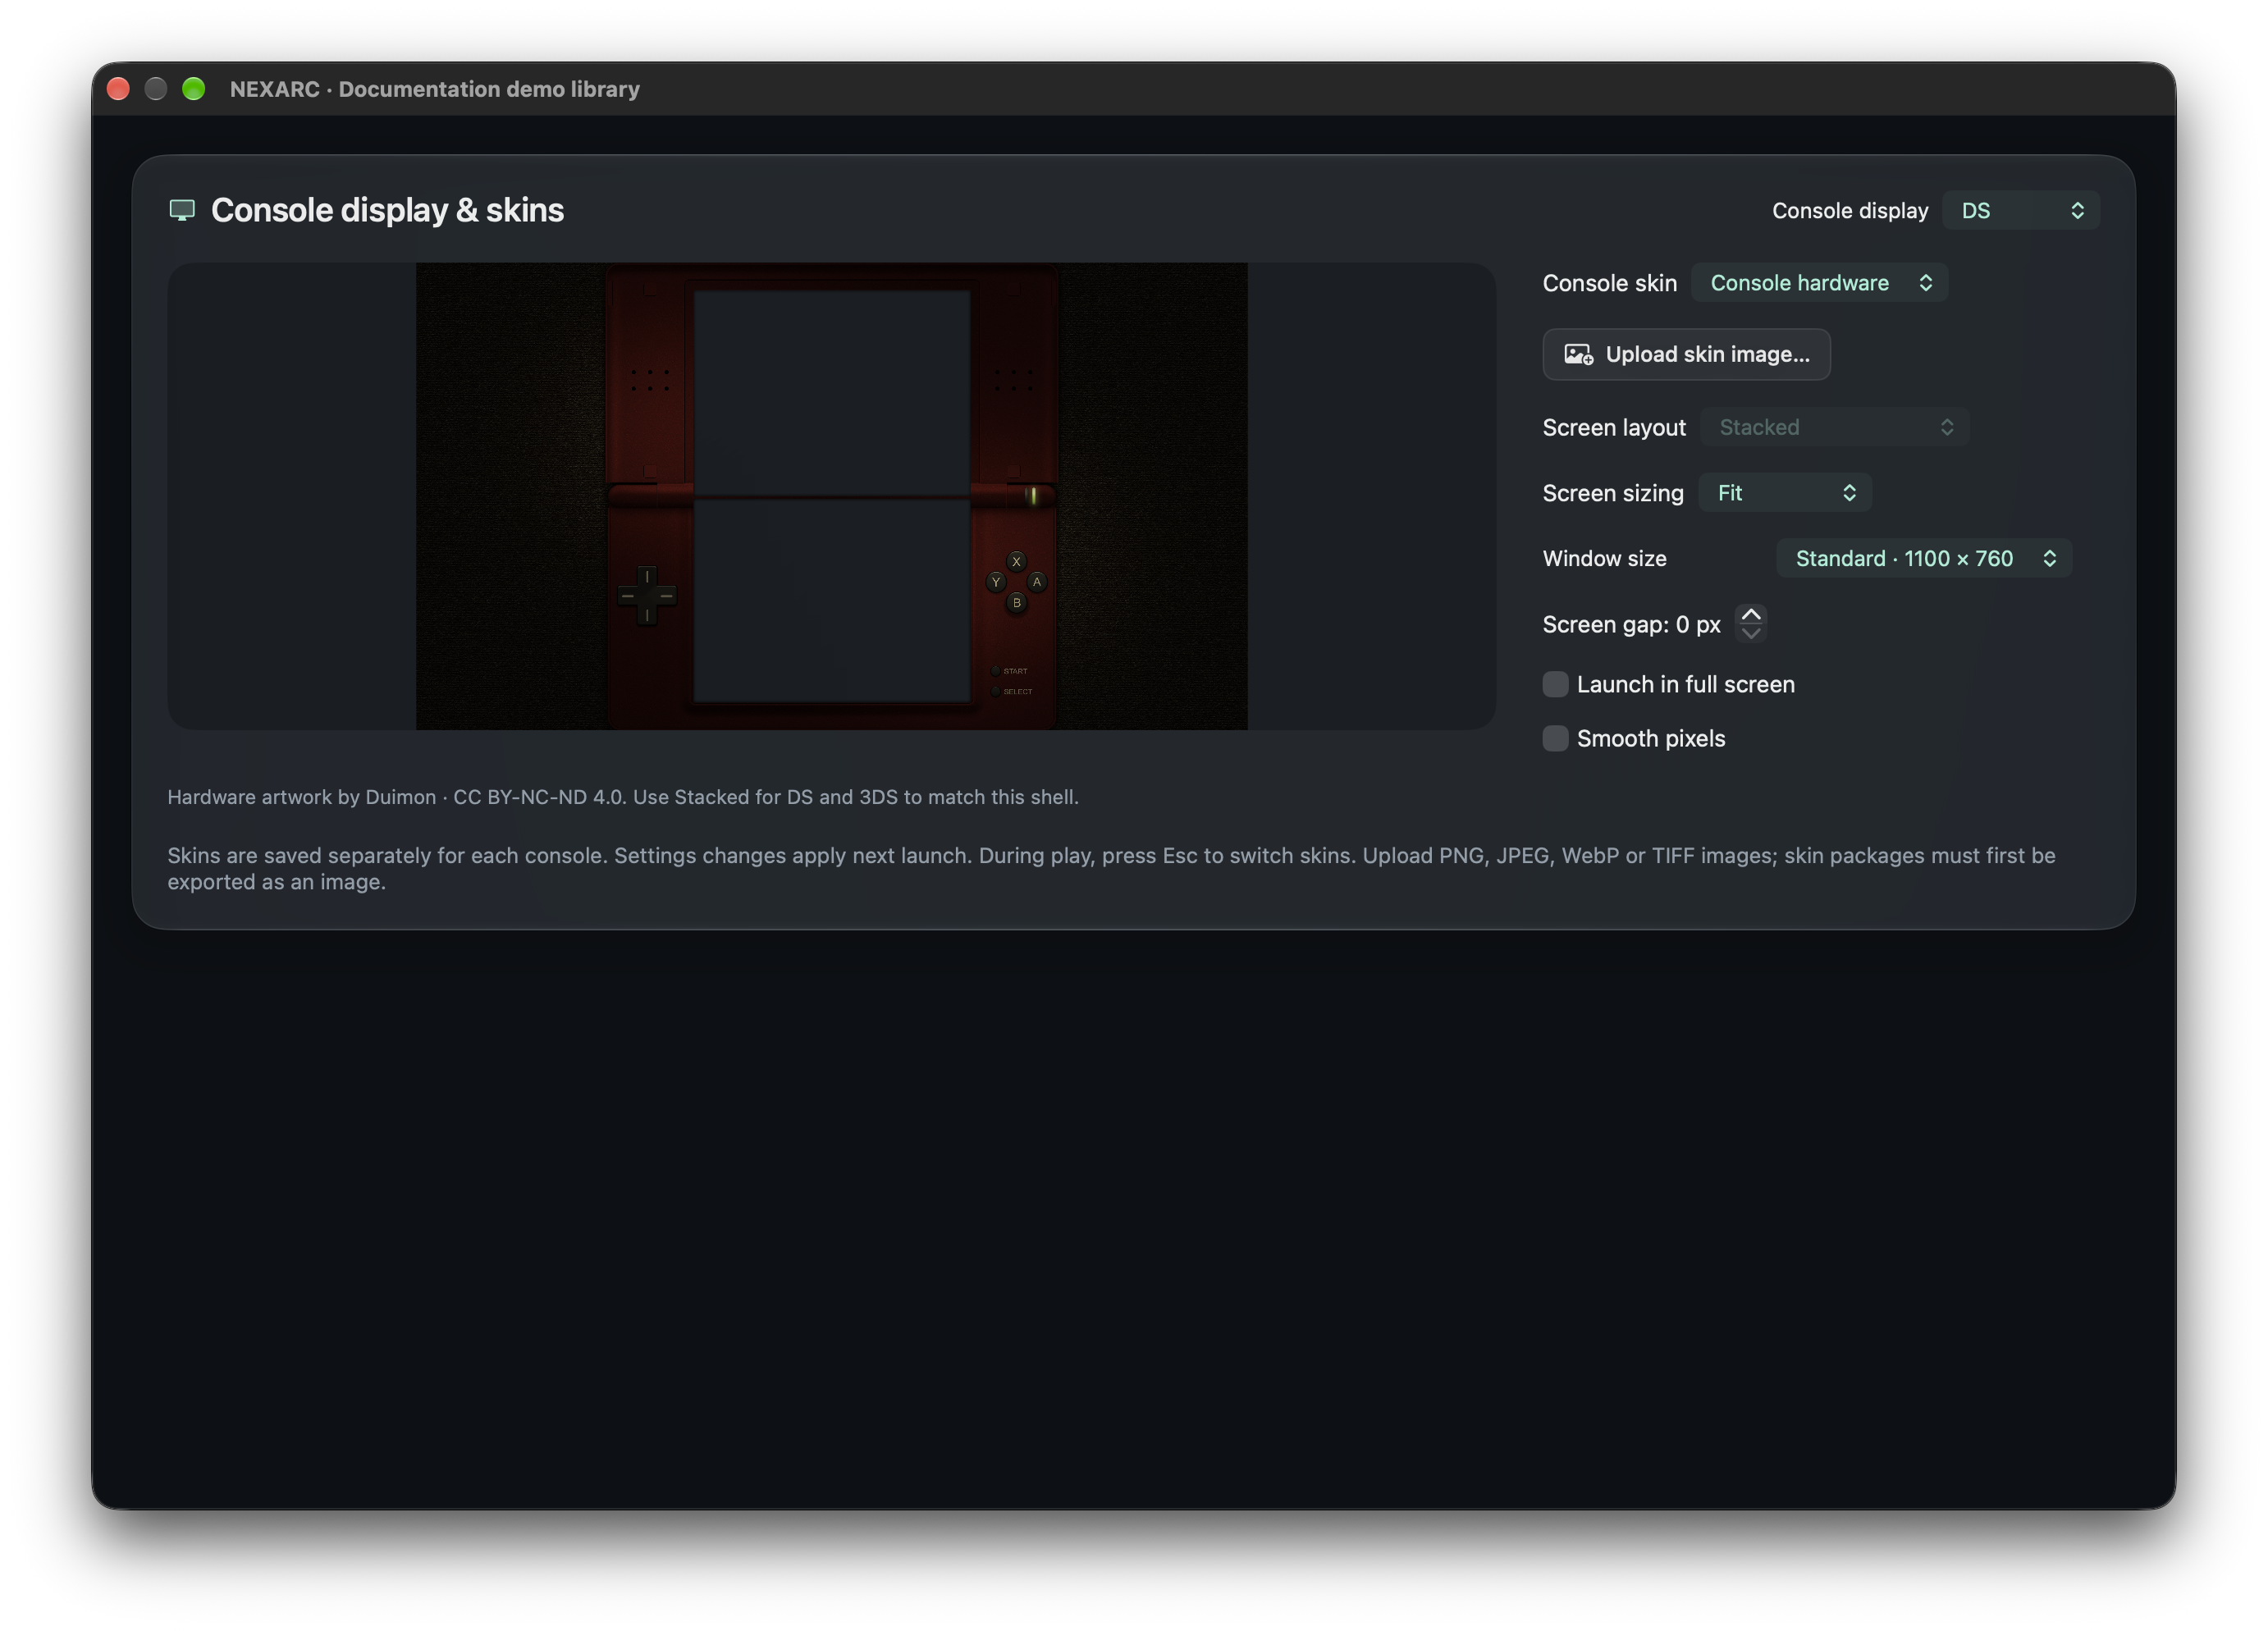 NEXARC · Documentation demo library
Console display & skins
Console display DS
Console skin Console hardware
Upload skin image...
Screen layout Stacked
Screen sizing Fit
Window size Standard · 1100 × 760
Screen gap: 0 px
Launch in full screen
Smooth pixels
X
Y A
B
START
SELECT
Hardware artwork by Duimon · CC BY-NC-ND 4.0. Use Stacked for DS and 3DS to match this shell.
Skins are saved separately for each console. Settings changes apply next launch. During play, press Esc to switch skins. Upload PNG, JPEG, WebP or TIFF images; skin packages must first be
exported as an image.